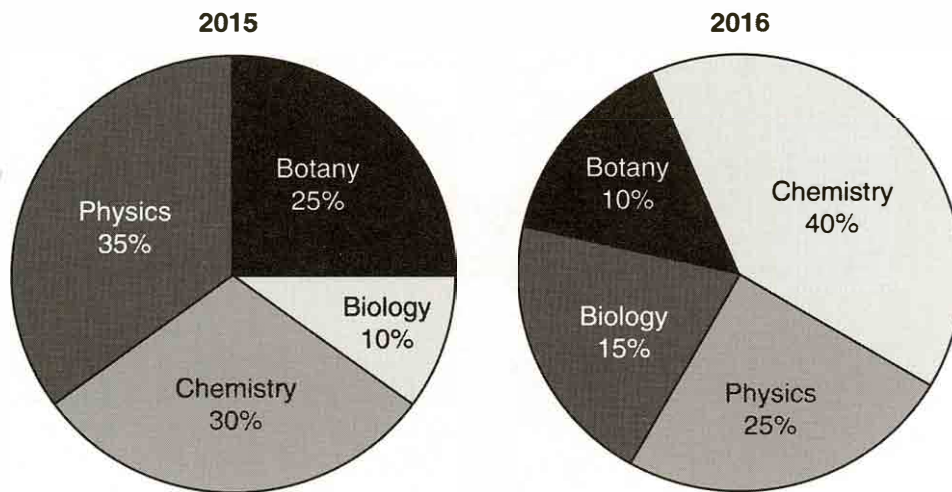 2015
2016
Botany
25%
Physics
35%
Biology
10%
Chemistry
30%
Botany
10%
Chemistry
40%
Biology
15%
Physics
25%